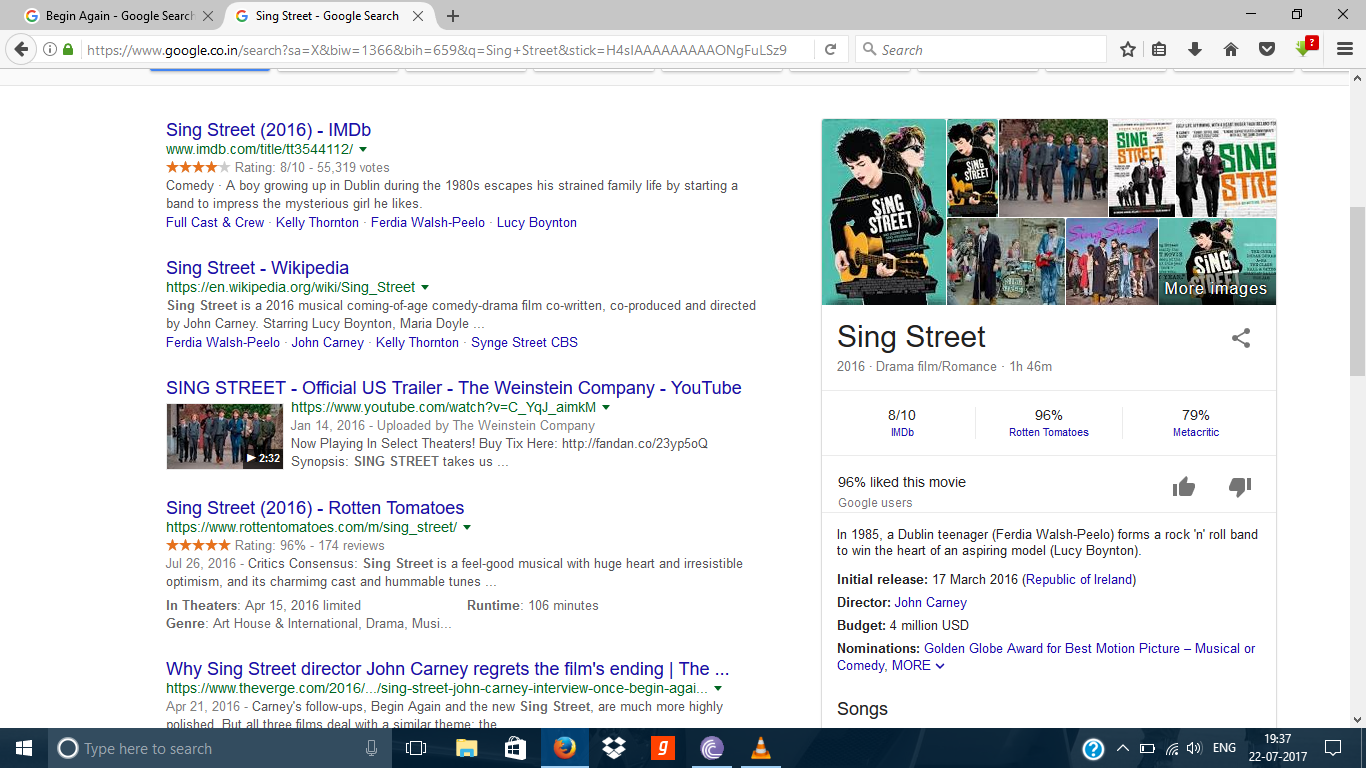 Begin Again - Google Search
Sing Street - Google Search
https://www.google.co.in/search?sa=X&biw=1366&bih=659&q=Sing+Street&stick=H4sIAAAAAAAAAONgFuLSz9
Search
?
Sing Street (2016) - IMDb
www.imdb.com/title/tt3544112/
Rating: 8/10 - 55,319 votes
Comedy · A boy growing up in Dublin during the 1980s escapes his strained family life by starting a
band to impress the mysterious girl he likes.
Full Cast & Crew · Kelly Thornton · Ferdia Walsh-Peelo · Lucy Boynton
Sing Street - Wikipedia
https://en.wikipedia.org/wiki/Sing_Street
Sing Street is a 2016 musical coming-of-age comedy-drama film co-written, co-produced and directed
by John Carney. Starring Lucy Boynton, Maria Doyle ...
Ferdia Walsh-Peelo · John Carney · Kelly Thornton · Synge Street CBS
SING STREET - Official US Trailer - The Weinstein Company - YouTube
https://www.youtube.com/watch?v=C_YqJ_aimkM
Jan 14, 2016 - Uploaded by The Weinstein Company
Now Playing In Select Theaters! Buy Tix Here: http://fandan.co/23yp5oQ
Synopsis: SING STREET takes us ...
2:32
Sing Street (2016) - Rotten Tomatoes
https://www.rottentomatoes.com/m/sing_street/
Rating: 96% - 174 reviews
Jul 26, 2016 - Critics Consensus: Sing Street is a feel-good musical with huge heart and irresistible
optimism, and its charmimg cast and hummable tunes ...
In Theaters: Apr 15, 2016 limited
Runtime: 106 minutes
Genre: Art House & International, Drama, Musi...
Why Sing Street director John Carney regrets the film's ending | The ...
https://www.theverge.com/2016/.../sing-street-john-carney-interview-once-begin-agai...
Apr 21, 2016 - Carney's follow-ups, Begin Again and the new Sing Street, are much more highly
polished. But all three films deal with a similar theme: the
SING STREET
SING STREET
SING STREET
SING STRE
Sing Street
SING STREET
More images
Sing Street
2016 · Drama film/Romance · 1h 46m
8/10
IMDb
96%
Rotten Tomatoes
79%
Metacritic
96% liked this movie
Google users
In 1985, a Dublin teenager (Ferdia Walsh-Peelo) forms a rock 'n' roll band
to win the heart of an aspiring model (Lucy Boynton).
Initial release: 17 March 2016 (Republic of Ireland)
Director: John Carney
Budget: 4 million USD
Nominations: Golden Globe Award for Best Motion Picture – Musical or
Comedy, MORE
Songs
Type here to search
g
ENG
19:37
22-07-2017